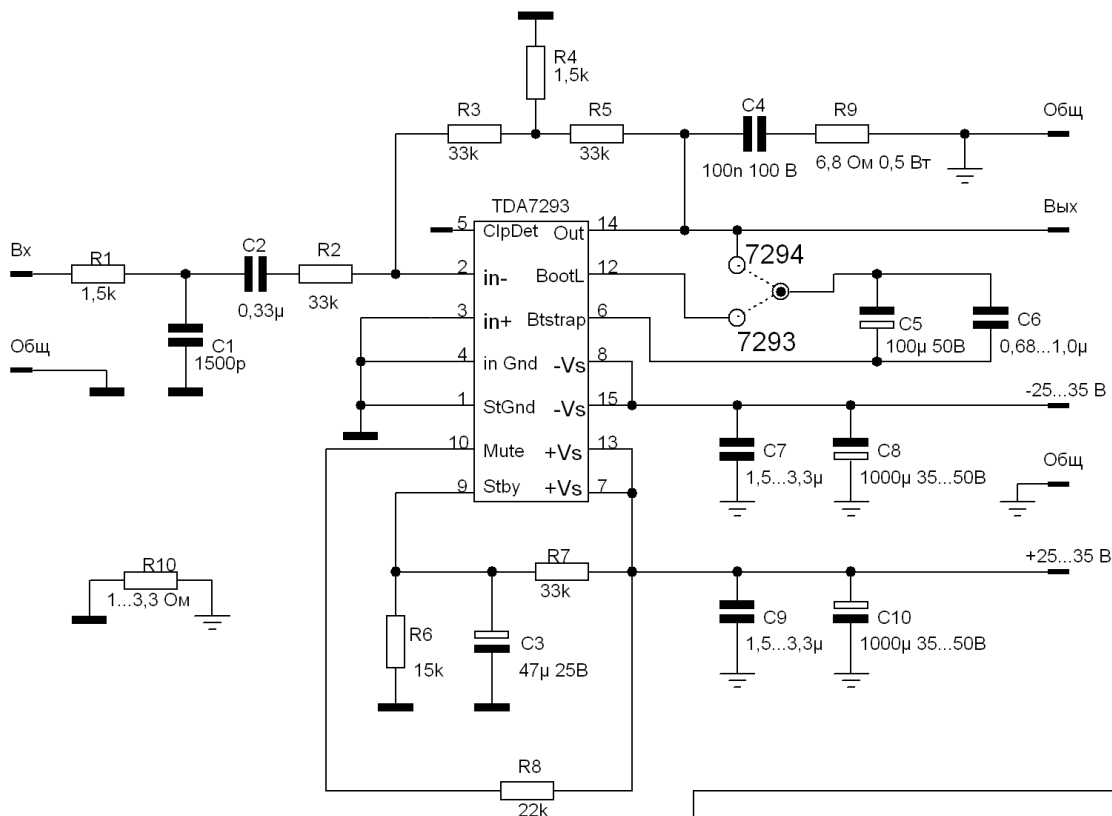 R4
1,5k
R3
33k
R5
33k
C4
100n 100 В
R9
6,8 Ом 0,5 Вт
Общ
TDA7293
5 ClpDet Out 14
Вых
Вх
R1
1,5k
C2
0,33µ
R2
33k
2 in- BootL 12
7294
7293
3 in+ Btstrap 6
C1
1500p
C5
100µ 50В
C6
0,68...1,0µ
Общ
4 in Gnd -Vs 8
1 StGnd -Vs 15
-25...35 В
10 Mute +Vs 13
9 Stby +Vs 7
C7
1,5...3,3µ
C8
1000µ 35...50В
Общ
R10
1...3,3 Ом
R7
33k
+25...35 В
R6
15k
C3
47µ 25В
C9
1,5...3,3µ
C10
1000µ 35...50В
R8
22k